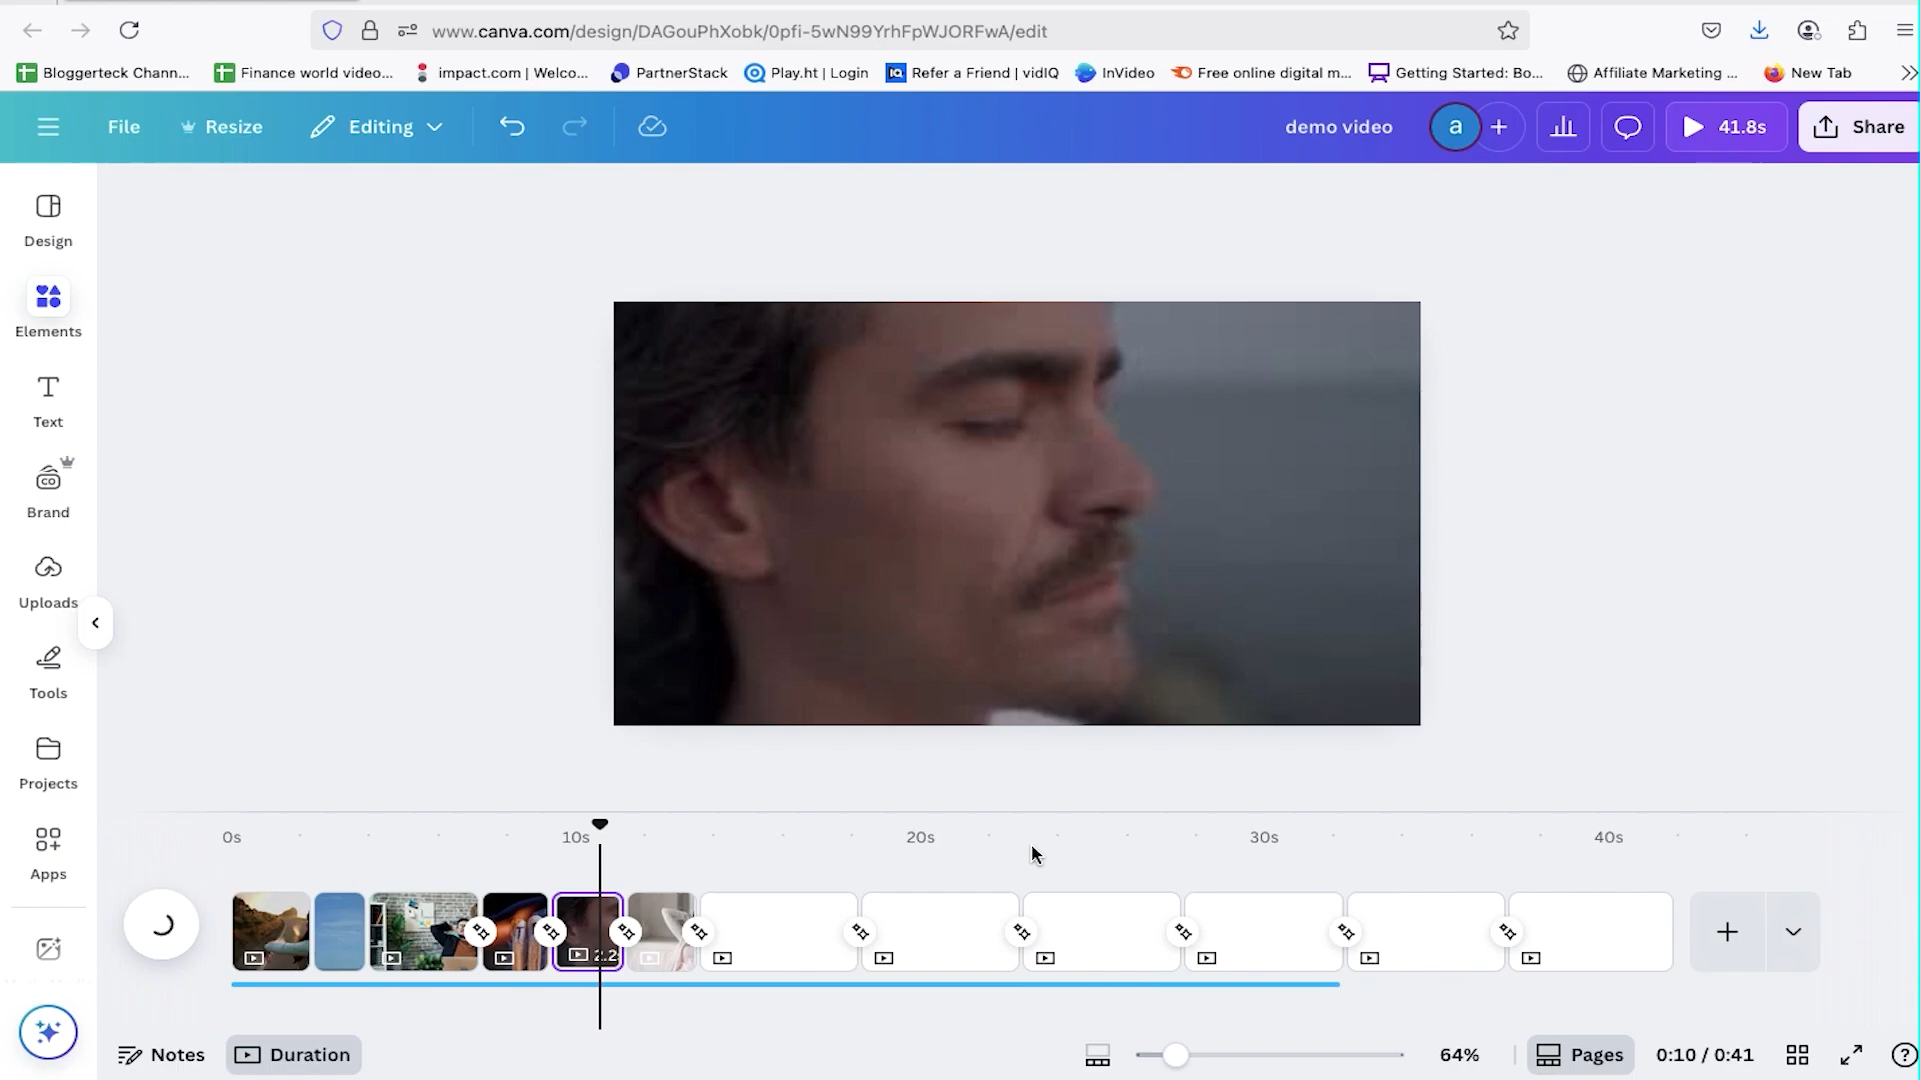 www.canva.com/design/DAGouPhXobk/0pfi-5wN99YrhFpWJORFwA/edit
Bloggerteck Chann...
Finance world video...
impact.com | Welco...
PartnerStack
Play.ht | Login
Refer a Friend | vidIQ
InVideo
Free online digital m...
Getting Started: Bo...
Affiliate Marketing ...
New Tab
File
Resize
Editing
demo video
a
41.8s
Share
Design
Elements
Text
Brand
Uploads
Tools
Projects
Apps
0s
10s
20s
30s
40s
Notes
Duration
64%
Pages
0:10 / 0:41